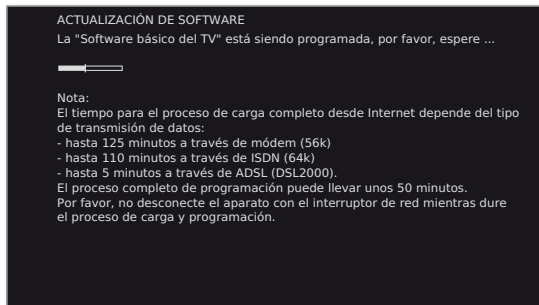 ACTUALIZACIÓN DE SOFTWARE
La "Software básico del TV" está siendo programada, por favor, espere ...
Nota:
El tiempo para el proceso de carga completo desde Internet depende del tipo
de transmisión de datos:
- hasta 125 minutos a través de módem (56k)
- hasta 110 minutos a través de ISDN (64k)
- hasta 5 minutos a través de ADSL (DSL2000).
El proceso completo de programación puede llevar unos 50 minutos.
Por favor, no desconecte el aparato con el interruptor de red mientras dure
el proceso de carga y programación.